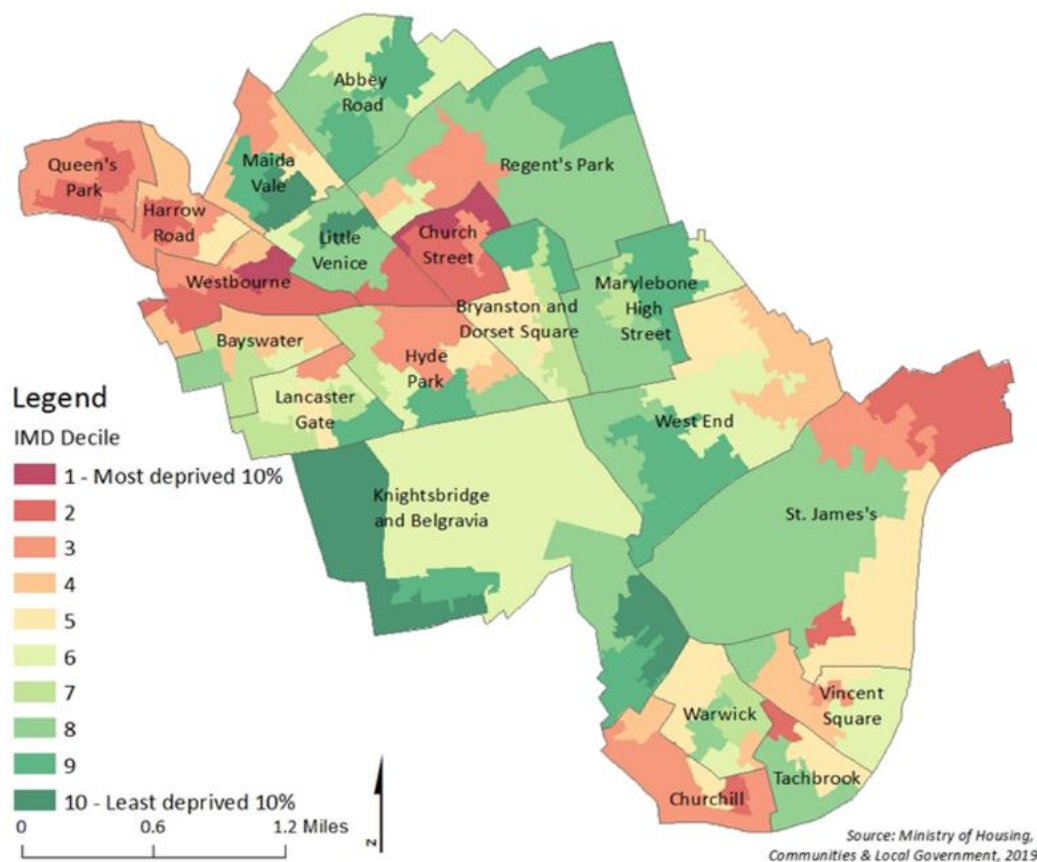 Abbey
Road
Queen's
Park
Maida
Vale
Regent's Park
Harrow
Road
Little
Venice
Church
Street
Westbourne
Marylebone
High
Street
Bryanston and
Dorset Square
Bayswater
Hyde
Park
Lancaster
Gate
West End
Knightsbridge
and Belgravia
St. James's
Vincent
Square
Warwick
Tachbrook
Churchill
Legend
IMD Decile
1 - Most deprived 10%
2
3
4
5
6
7
8
9
10 - Least deprived 10%
0 0.6 1.2 Miles
N
Source: Ministry of Housing,
Communities & Local Government, 2019